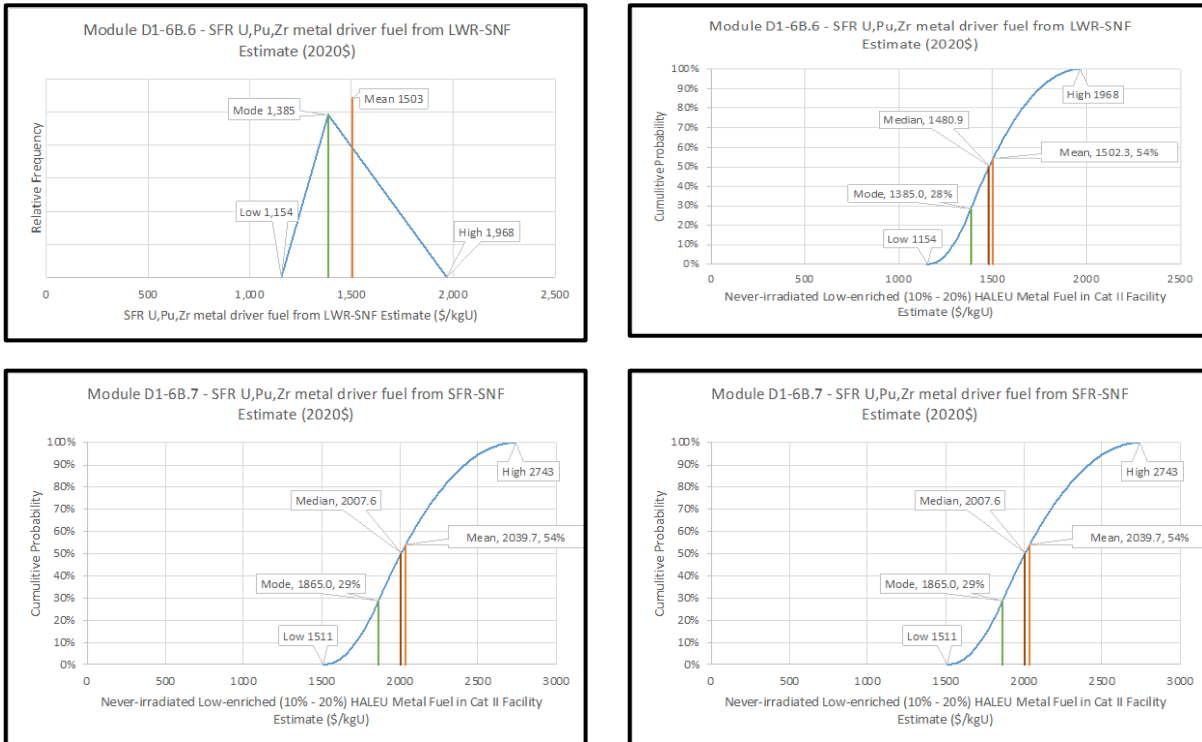 Module D1-6B.6 - SFR U,Pu,Zr metal driver fuel from LWR-SNF
Estimate (2020$)
Relative Frequency
Mean 1503
Mode 1,385
Low 1,154
High 1,968
0
500
1,000
1,500
2,000
2,500
SFR U,Pu,Zr metal driver fuel from LWR-SNF Estimate ($/kgU)
Module D1-6B.6 - SFR U,Pu,Zr metal driver fuel from LWR-SNF
Estimate (2020$)
Cumulitive Probability
100%
90%
80%
70%
60%
50%
40%
30%
20%
10%
0%
High 1968
Median, 1480.9
Mean, 1502.3, 54%
Mode, 1385.0, 28%
Low 1154
0
500
1000
1500
2000
2500
Never-irradiated Low-enriched (10% - 20%) HALEU Metal Fuel in Cat II Facility
Estimate ($/kgU)
Module D1-6B.7 - SFR U,Pu,Zr metal driver fuel from SFR-SNF
Estimate (2020$)
Cumulitive Probability
100%
90%
80%
70%
60%
50%
40%
30%
20%
10%
0%
High 2743
Median, 2007.6
Mean, 2039.7, 54%
Mode, 1865.0, 29%
Low 1511
0
500
1000
1500
2000
2500
3000
Never-irradiated Low-enriched (10% - 20%) HALEU Metal Fuel in Cat II Facility
Estimate ($/kgU)
Module D1-6B.7 - SFR U,Pu,Zr metal driver fuel from SFR-SNF
Estimate (2020$)
Cumulitive Probability
100%
90%
80%
70%
60%
50%
40%
30%
20%
10%
0%
High 2743
Median, 2007.6
Mean, 2039.7, 54%
Mode, 1865.0, 29%
Low 1511
0
500
1000
1500
2000
2500
3000
Never-irradiated Low-enriched (10% - 20%) HALEU Metal Fuel in Cat II Facility
Estimate ($/kgU)